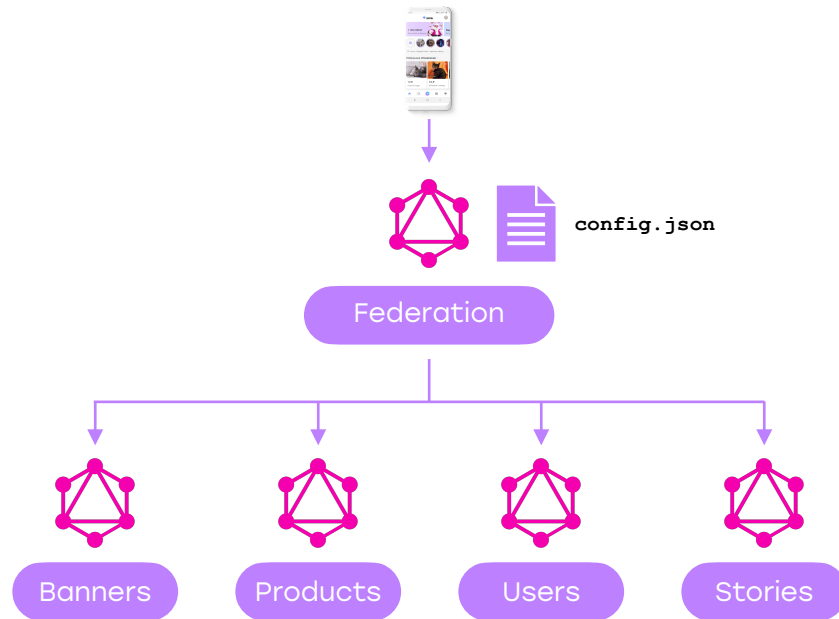 config.json
Federation
Banners
Products
Users
Stories